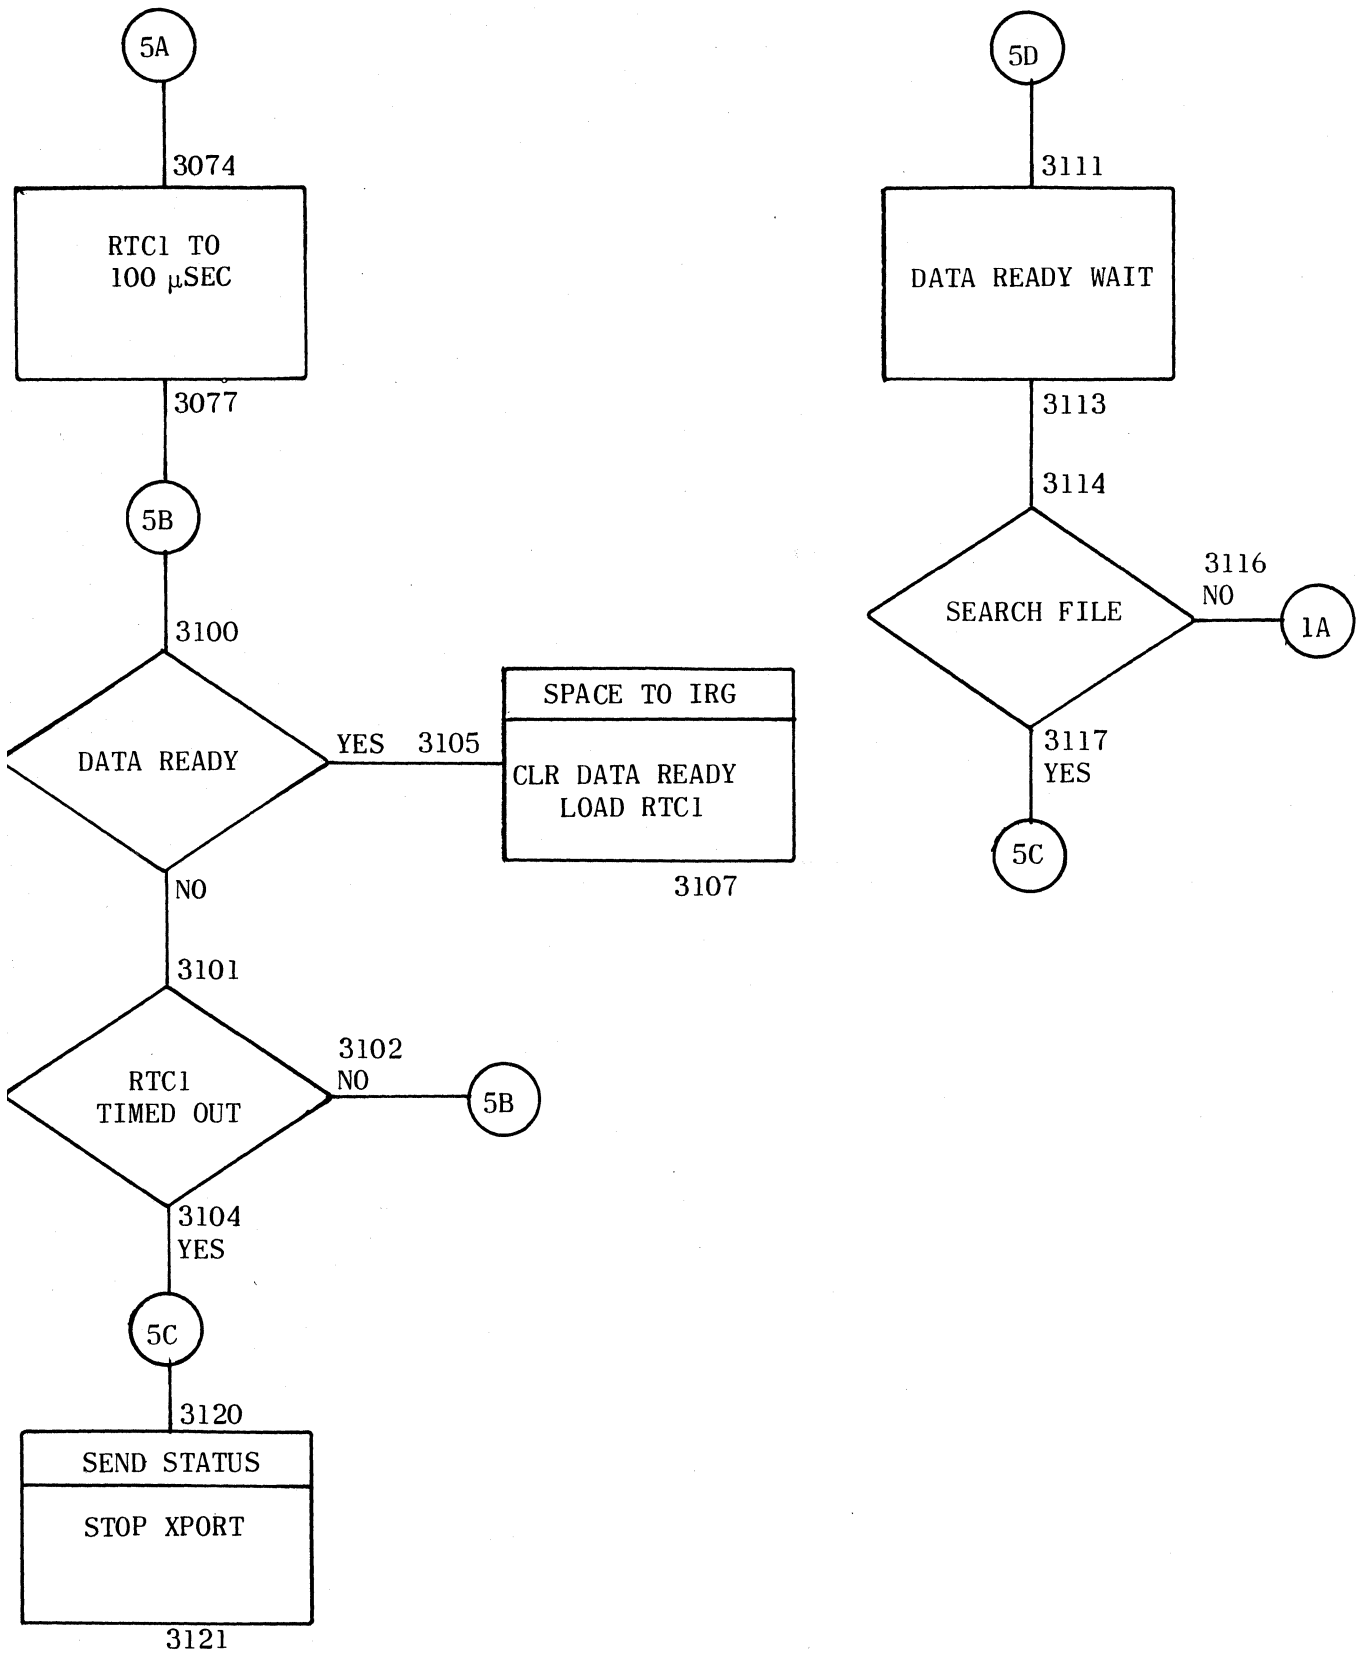 5A
3074
RTC1 TO
100 µSEC
3077
5B
3100
DATA READY
YES 3105
SPACE TO IRG
CLR DATA READY
LOAD RTC1
3107
NO
3101
RTC1
TIMED OUT
3102
NO
5B
3104
YES
5C
3120
SEND STATUS
STOP XPORT
3121
5D
3111
DATA READY WAIT
3113
3114
SEARCH FILE
3116
NO
1A
3117
YES
5C